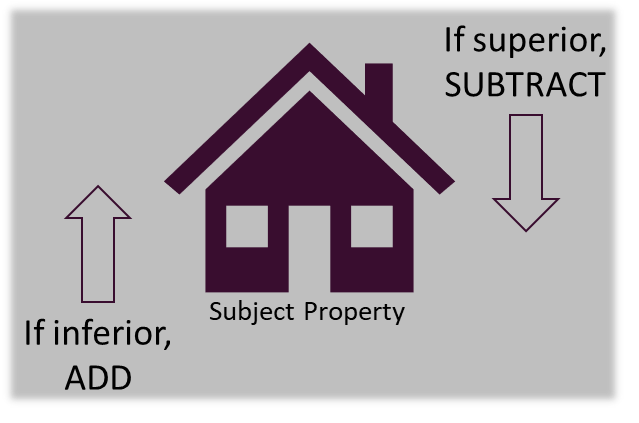 If superior,
SUBTRACT
Subject Property
If inferior,
ADD